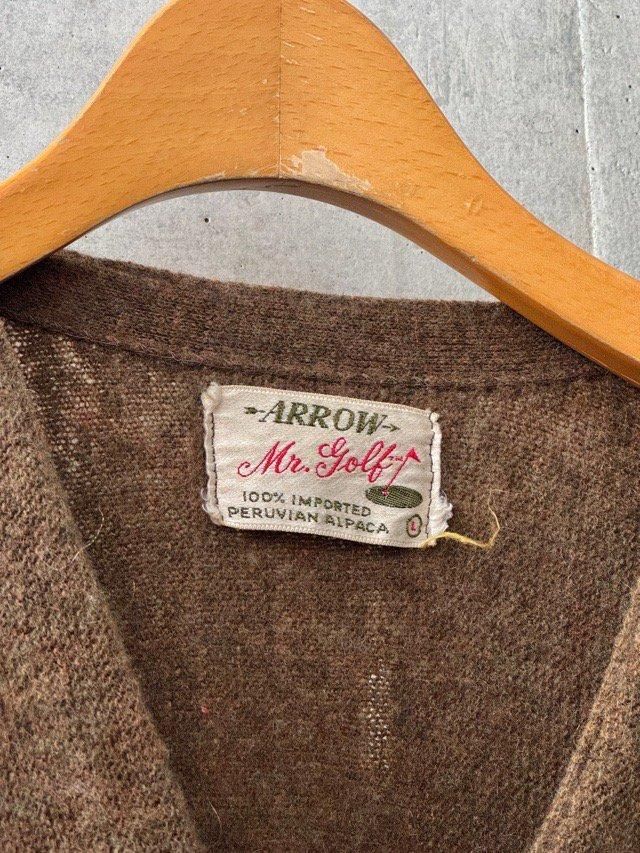 ARROW
Mr. Golf
100% IMPORTED
PERUVIAN ALPACA
L